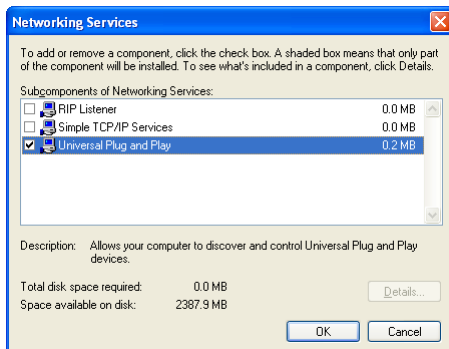 Networking Services
To add or remove a component, click the check box. A shaded box means that only part
of the component will be installed. To see what's included in a component, click Details.
Subcomponents of Networking Services:
RIP Listener 0.0 MB
Simple TCP/IP Services 0.0 MB
Universal Plug and Play 0.2 MB
Description: Allows your computer to discover and control Universal Plug and Play
devices.
Total disk space required: 0.0 MB
Details...
Space available on disk: 2387.9 MB
OK Cancel